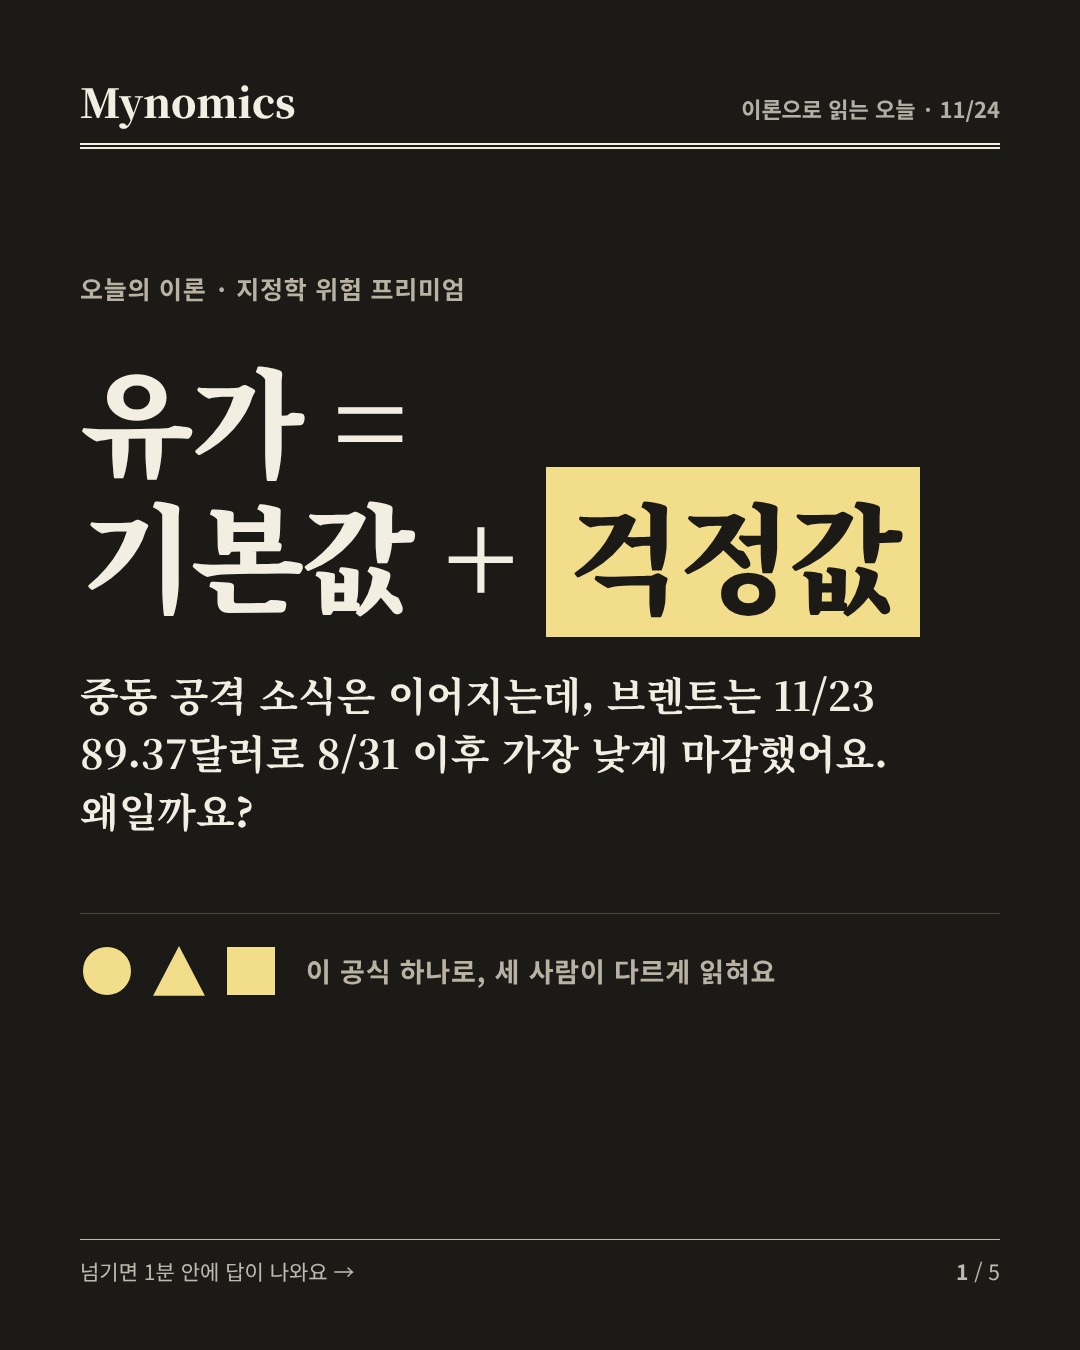 Mynomics
이론으로 읽는 오늘 · 11/24
오늘의 이론 · 지정학 위험 프리미엄
유가 =
기본값 + 걱정값
중동 공격 소식은 이어지는데, 브렌트는 11/23
89.37달러로 8/31 이후 가장 낮게 마감했어요.
왜일까요?
이 공식 하나로, 세 사람이 다르게 읽혀요
넘기면 1분 안에 답이 나와요 →
1 / 5